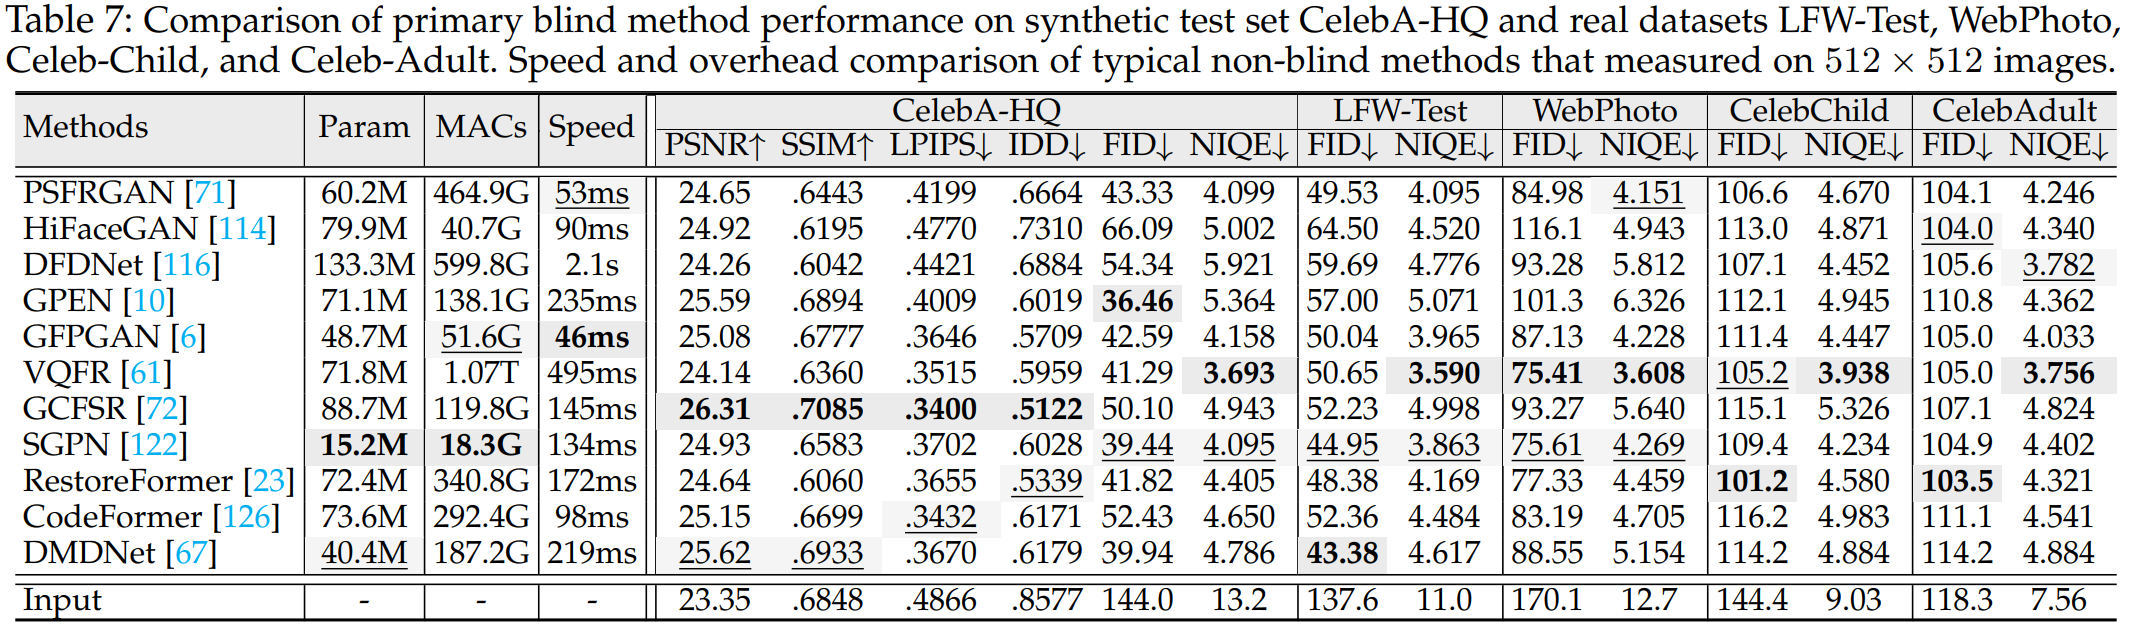 Table 7: Comparison of primary blind method performance on synthetic test set CelebA-HQ and real datasets LFW-Test, WebPhoto,
Celeb-Child, and Celeb-Adult. Speed and overhead comparison of typical non-blind methods that measured on 512 × 512 images.
Methods Param MACs Speed CelebA-HQ LFW-Test WebPhoto CelebChild CelebAdult
PSNR↑ SSIM↑ LPIPS↓ IDD↓ FID↓ NIQE↓ FID↓ NIQE↓ FID↓ NIQE↓ FID↓ NIQE↓ FID↓ NIQE↓
PSFRGAN [71] 60.2M 464.9G 53ms 24.65 .6443 .4199 .6664 43.33 4.099 49.53 4.095 84.98 4.151 106.6 4.670 104.1 4.246
HiFaceGAN [114] 79.9M 40.7G 90ms 24.92 .6195 .4770 .7310 66.09 5.002 64.50 4.520 116.1 4.943 113.0 4.871 104.0 4.340
DFDNet [116] 133.3M 599.8G 2.1s 24.26 .6042 .4421 .6884 54.34 5.921 59.69 4.776 93.28 5.812 107.1 4.452 105.6 3.782
GPEN [10] 71.1M 138.1G 235ms 25.59 .6894 .4009 .6019 36.46 5.364 57.00 5.071 101.3 6.326 112.1 4.945 110.8 4.362
GFPGAN [6] 48.7M 51.6G 46ms 25.08 .6777 .3646 .5709 42.59 4.158 50.04 3.965 87.13 4.228 111.4 4.447 105.0 4.033
VQFR [61] 71.8M 1.07T 495ms 24.14 .6360 .3515 .5959 41.29 3.693 50.65 3.590 75.41 3.608 105.2 3.938 105.0 3.756
GCFSR [72] 88.7M 119.8G 145ms 26.31 .7085 .3400 .5122 50.10 4.943 52.23 4.998 93.27 5.640 115.1 5.326 107.1 4.824
SGPN [122] 15.2M 18.3G 134ms 24.93 .6583 .3702 .6028 39.44 4.095 44.95 3.863 75.61 4.269 109.4 4.234 104.9 4.402
RestoreFormer [23] 72.4M 340.8G 172ms 24.64 .6060 .3655 .5339 41.82 4.405 48.38 4.169 77.33 4.459 101.2 4.580 103.5 4.321
CodeFormer [126] 73.6M 292.4G 98ms 25.15 .6699 .3432 .6171 52.43 4.650 52.36 4.484 83.19 4.705 116.2 4.983 111.1 4.541
DMDNet [67] 40.4M 187.2G 219ms 25.62 .6933 .3670 .6179 39.94 4.786 43.38 4.617 88.55 5.154 114.2 4.884 114.2 4.884
Input - - - 23.35 .6848 .4866 .8577 144.0 13.2 137.6 11.0 170.1 12.7 144.4 9.03 118.3 7.56